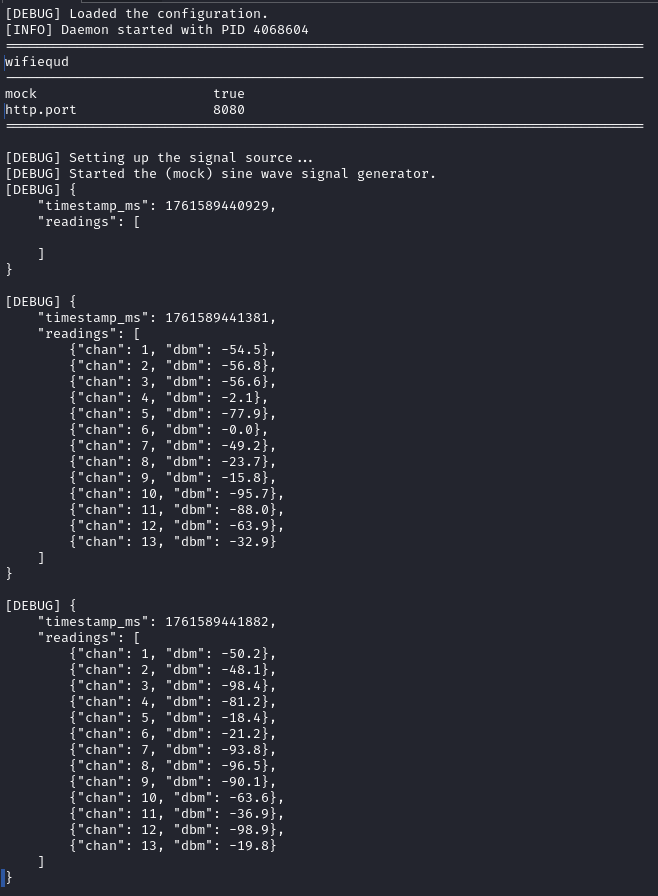 [DEBUG] Loaded the configuration.
[INFO] Daemon started with PID 4068604
wifiequd
mock true
http.port 8080
[DEBUG] Setting up the signal source...
[DEBUG] Started the (mock) sine wave signal generator.
[DEBUG] {
    "timestamp_ms": 1761589440929,
    "readings": [
    ]
}
[DEBUG] {
    "timestamp_ms": 1761589441381,
    "readings": [
        {"chan": 1, "dbm": -54.5},
        {"chan": 2, "dbm": -56.8},
        {"chan": 3, "dbm": -56.6},
        {"chan": 4, "dbm": -2.1},
        {"chan": 5, "dbm": -77.9},
        {"chan": 6, "dbm": -0.0},
        {"chan": 7, "dbm": -49.2},
        {"chan": 8, "dbm": -23.7},
        {"chan": 9, "dbm": -15.8},
        {"chan": 10, "dbm": -95.7},
        {"chan": 11, "dbm": -88.0},
        {"chan": 12, "dbm": -63.9},
        {"chan": 13, "dbm": -32.9}
    ]
}
[DEBUG] {
    "timestamp_ms": 1761589441882,
    "readings": [
        {"chan": 1, "dbm": -50.2},
        {"chan": 2, "dbm": -48.1},
        {"chan": 3, "dbm": -98.4},
        {"chan": 4, "dbm": -81.2},
        {"chan": 5, "dbm": -18.4},
        {"chan": 6, "dbm": -21.2},
        {"chan": 7, "dbm": -93.8},
        {"chan": 8, "dbm": -96.5},
        {"chan": 9, "dbm": -90.1},
        {"chan": 10, "dbm": -63.6},
        {"chan": 11, "dbm": -36.9},
        {"chan": 12, "dbm": -98.9},
        {"chan": 13, "dbm": -19.8}
    ]
}